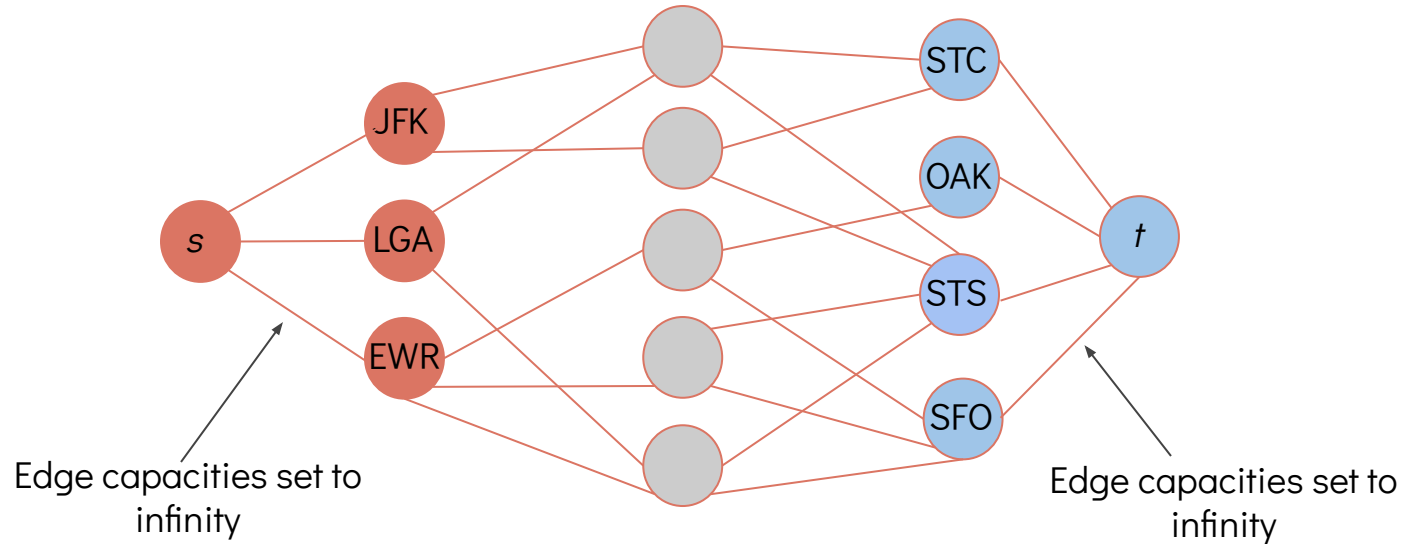 s
JFK
LGA
EWR
STC
OAK
STS
SFO
t
Edge capacities set to
infinity
Edge capacities set to
infinity